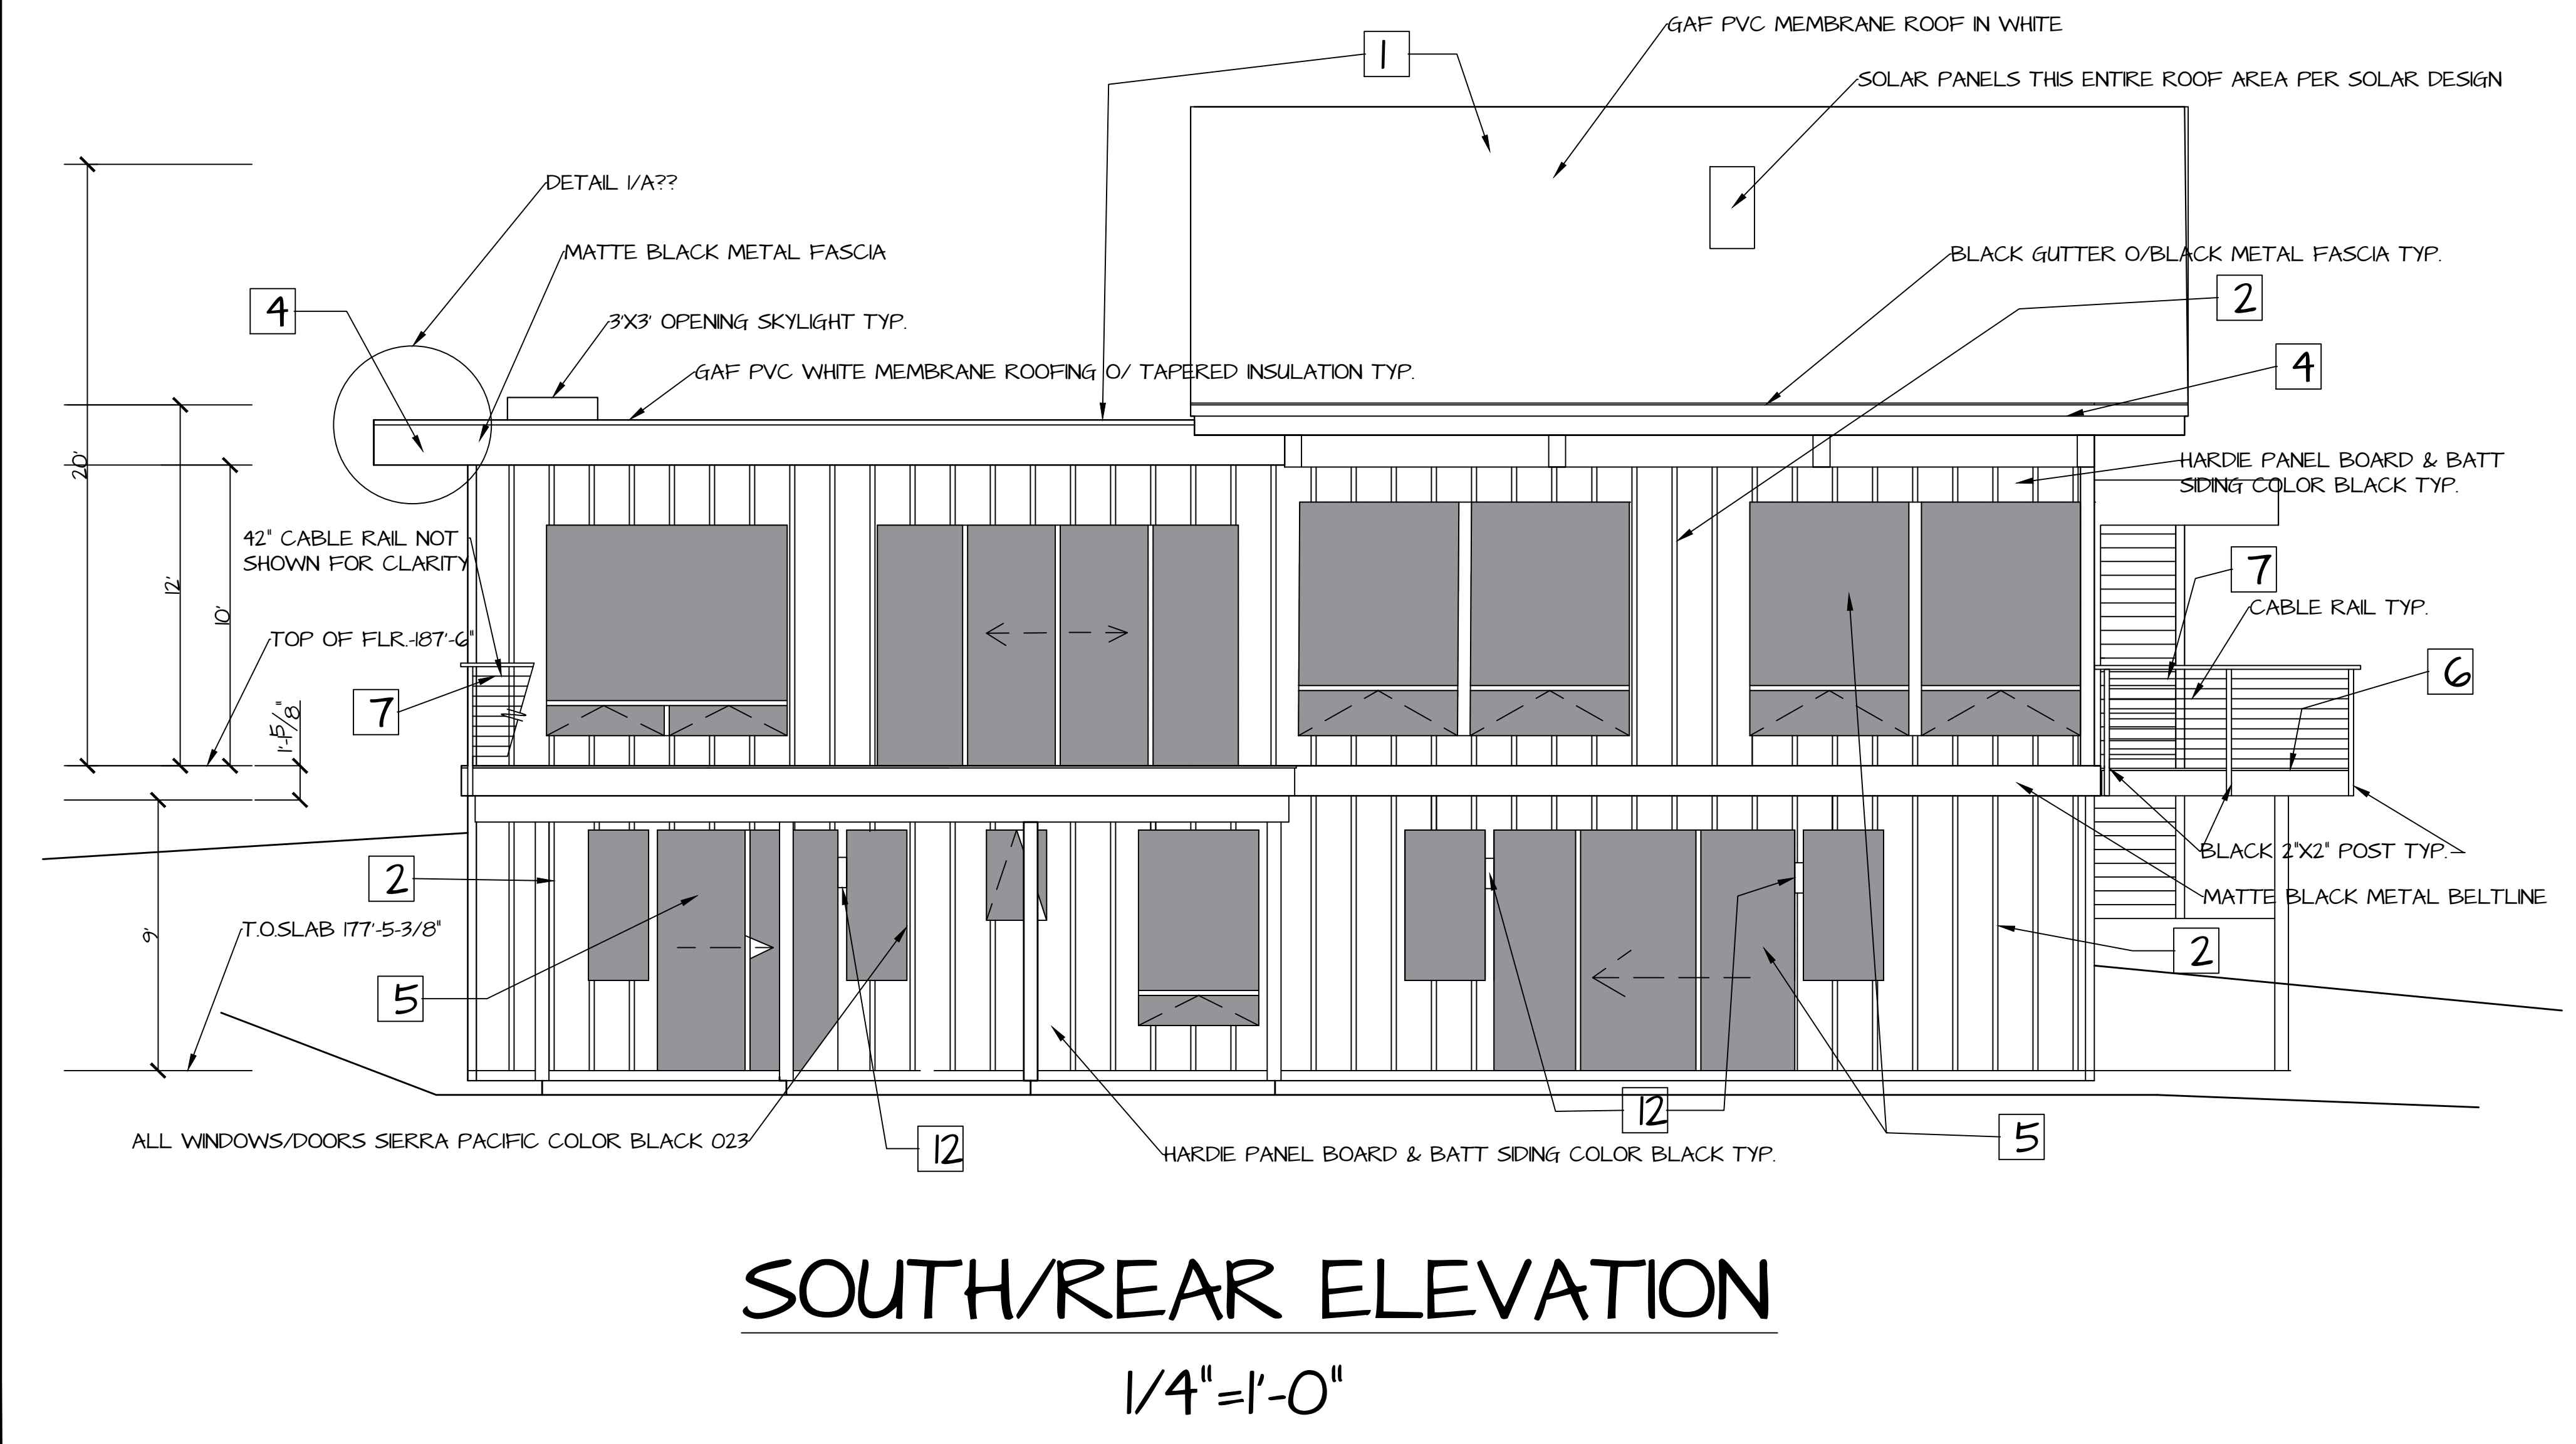 GAF PVC MEMBRANE ROOF IN WHITE
1
SOLAR PANELS THIS ENTIRE ROOF AREA PER SOLAR DESIGN
DETAIL 1/A??
MATTE BLACK METAL FASCIA
BLACK GUTTER O/BLACK METAL FASCIA TYP.
2
4
3'X3' OPENING SKYLIGHT TYP.
GAF PVC WHITE MEMBRANE ROOFING O/ TAPERED INSULATION TYP.
4
20'
12'
10'
HARDIE PANEL BOARD & BATT
SIDING COLOR BLACK TYP.
42" CABLE RAIL NOT
SHOWN FOR CLARITY
7
CABLE RAIL TYP.
TOP OF FLR.-187'-6"
6
7
1'-5/8"
BLACK 2"X2" POST TYP.
2
MATTE BLACK METAL BELTLINE
9'
T.O.SLAB 177'-5-3/8"
2
5
12
5
ALL WINDOWS/DOORS SIERRA PACIFIC COLOR BLACK 023
12
HARDIE PANEL BOARD & BATT SIDING COLOR BLACK TYP.
SOUTH/REAR ELEVATION
1/4"=1'-0"